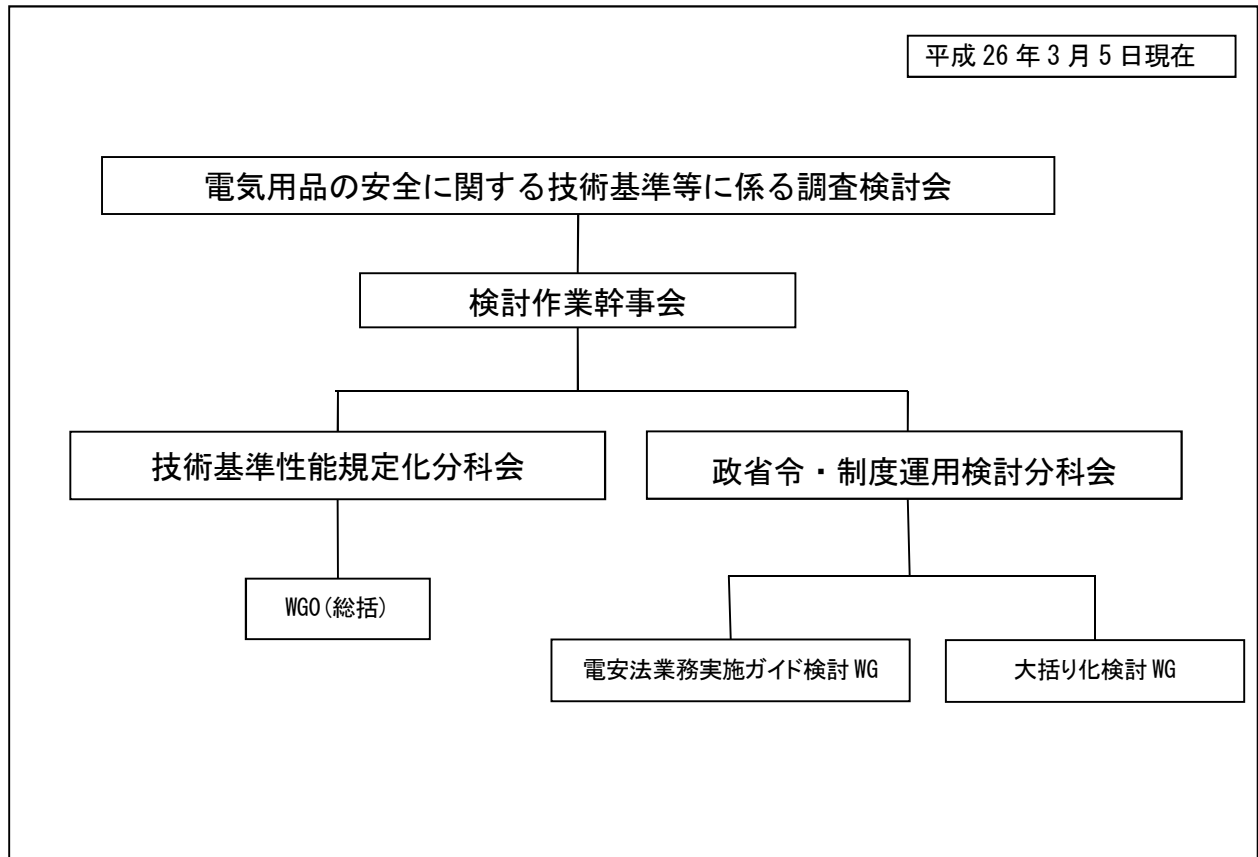 平成26年3月5日現在
電気用品の安全に関する技術基準等に係る調査検討会
検討作業幹事会
技術基準性能規定化分科会
政省令・制度運用検討分科会
WG0(総括)
電安法業務実施ガイド検討WG
大括り化検討WG